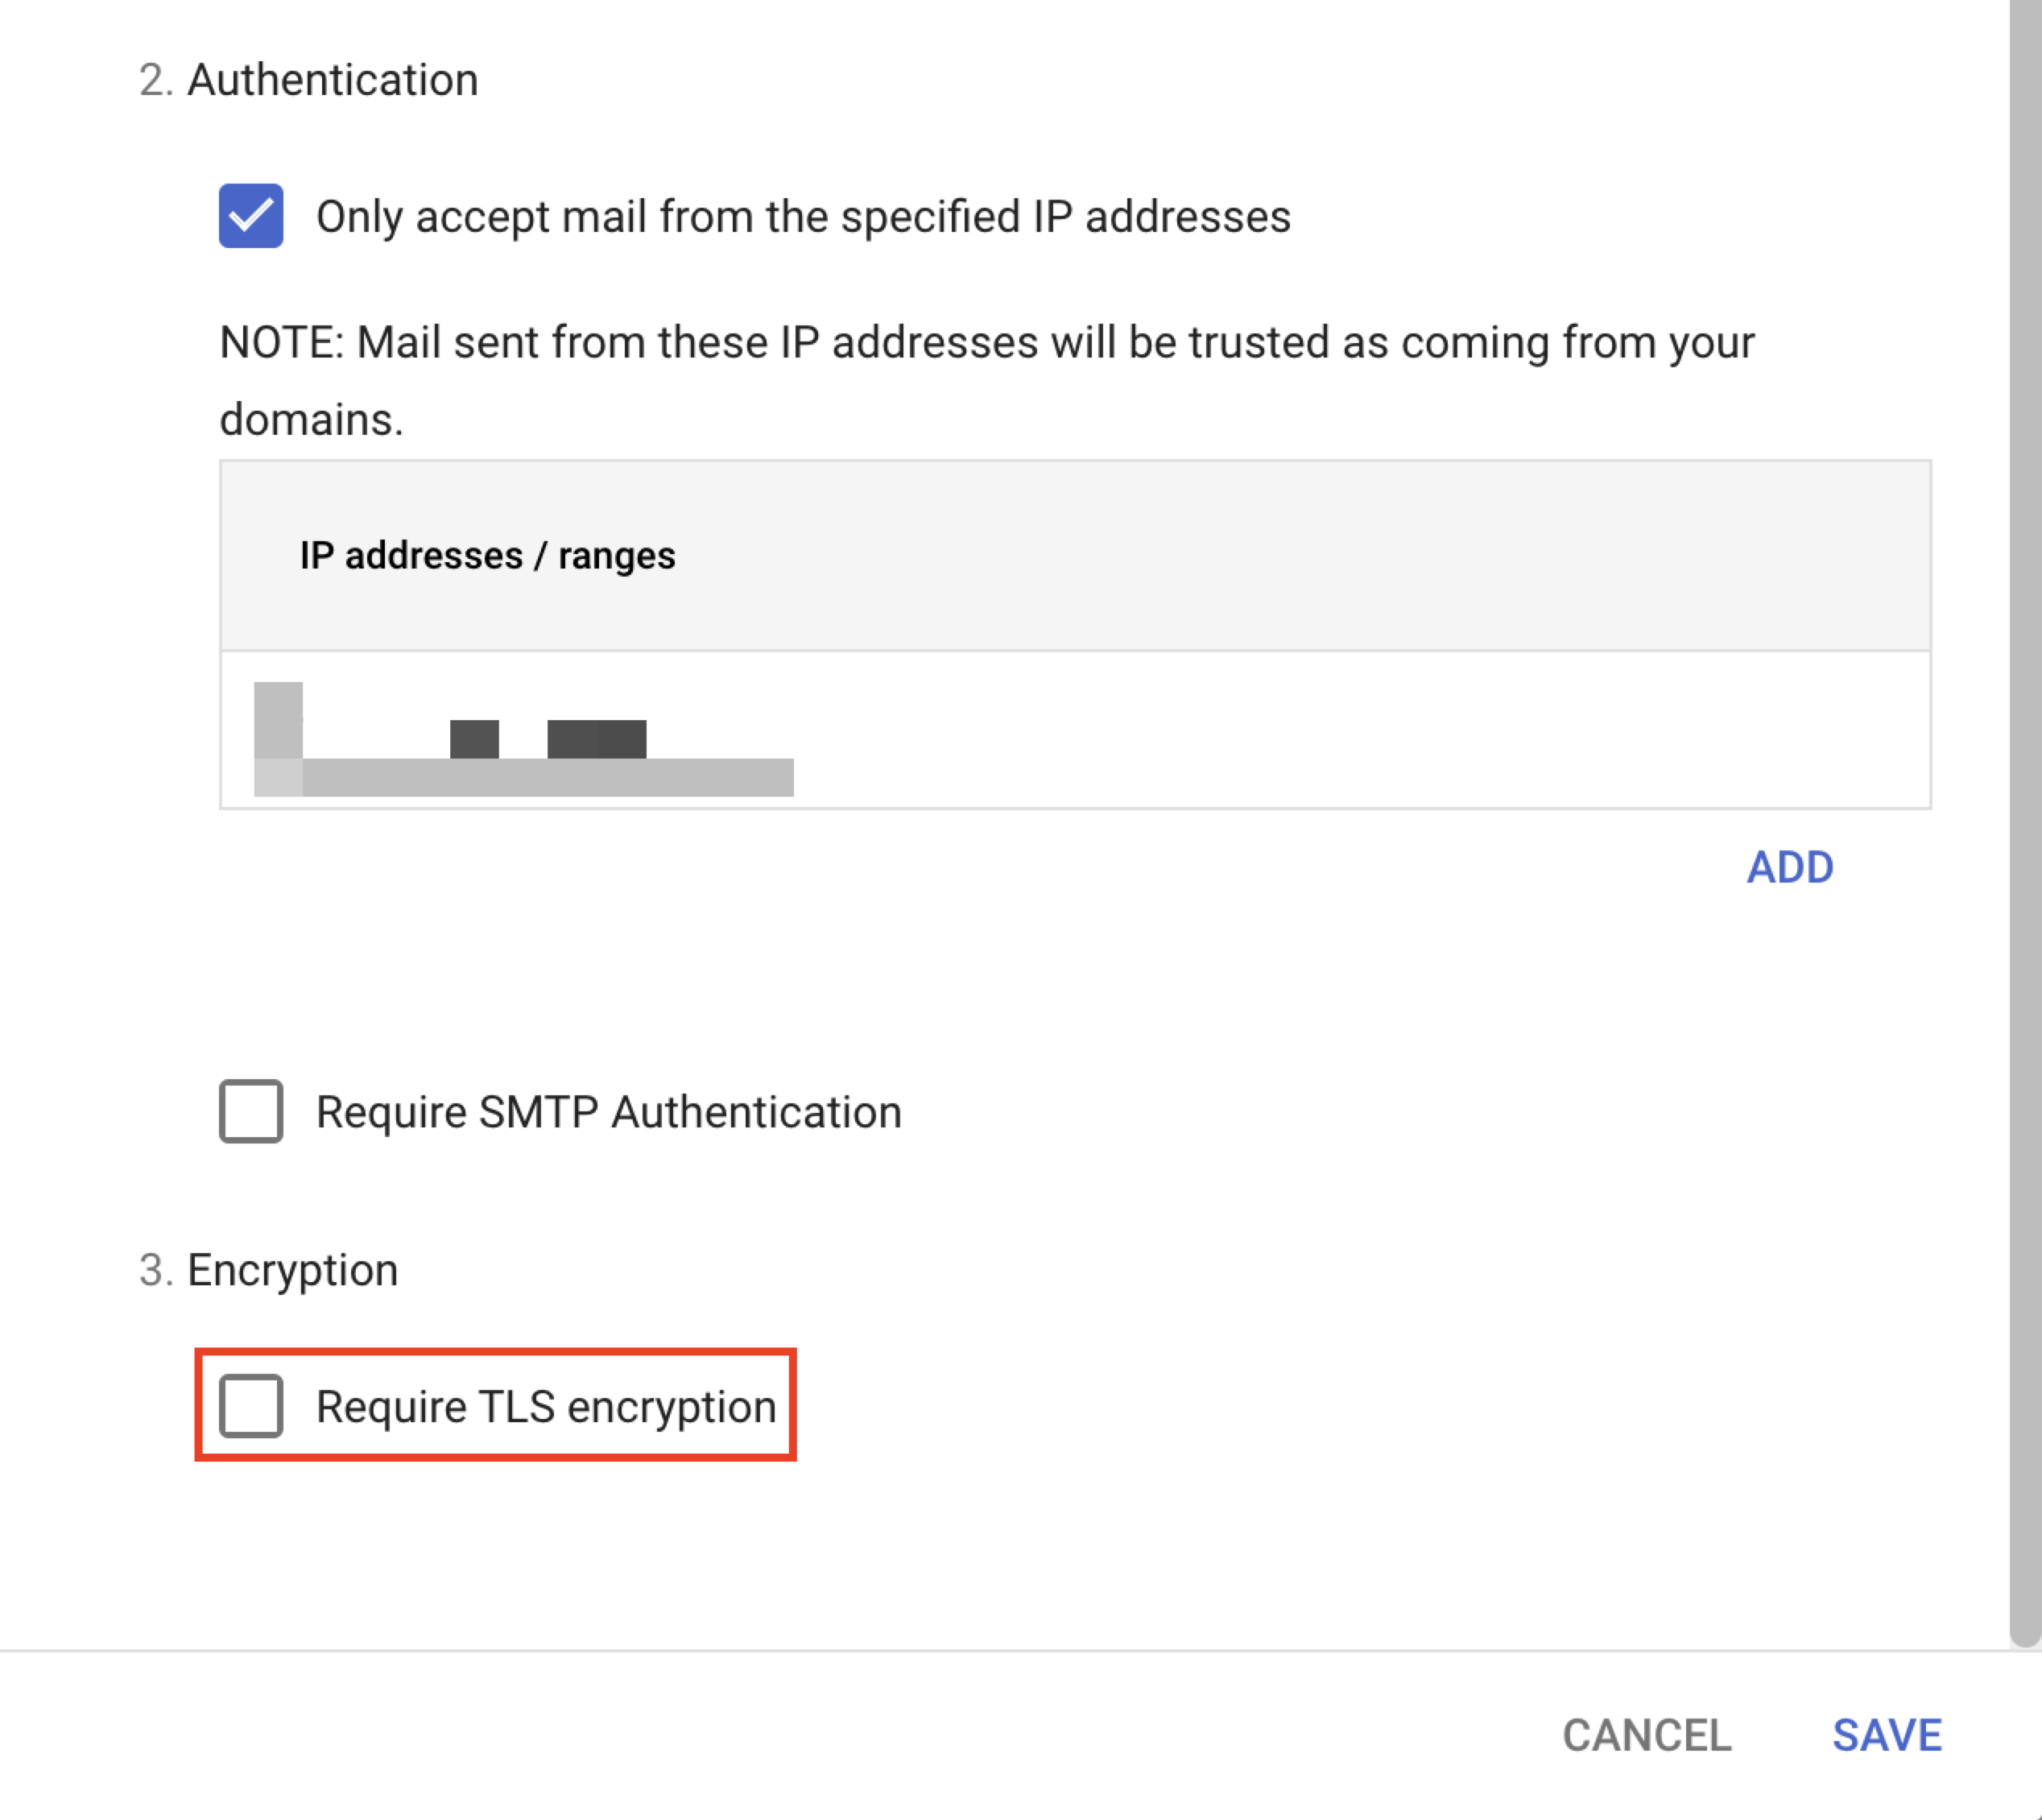 2. Authentication
Only accept mail from the specified IP addresses
NOTE: Mail sent from these IP addresses will be trusted as coming from your
domains.
IP addresses / ranges
ADD
Require SMTP Authentication
3. Encryption
Require TLS encryption
CANCEL SAVE